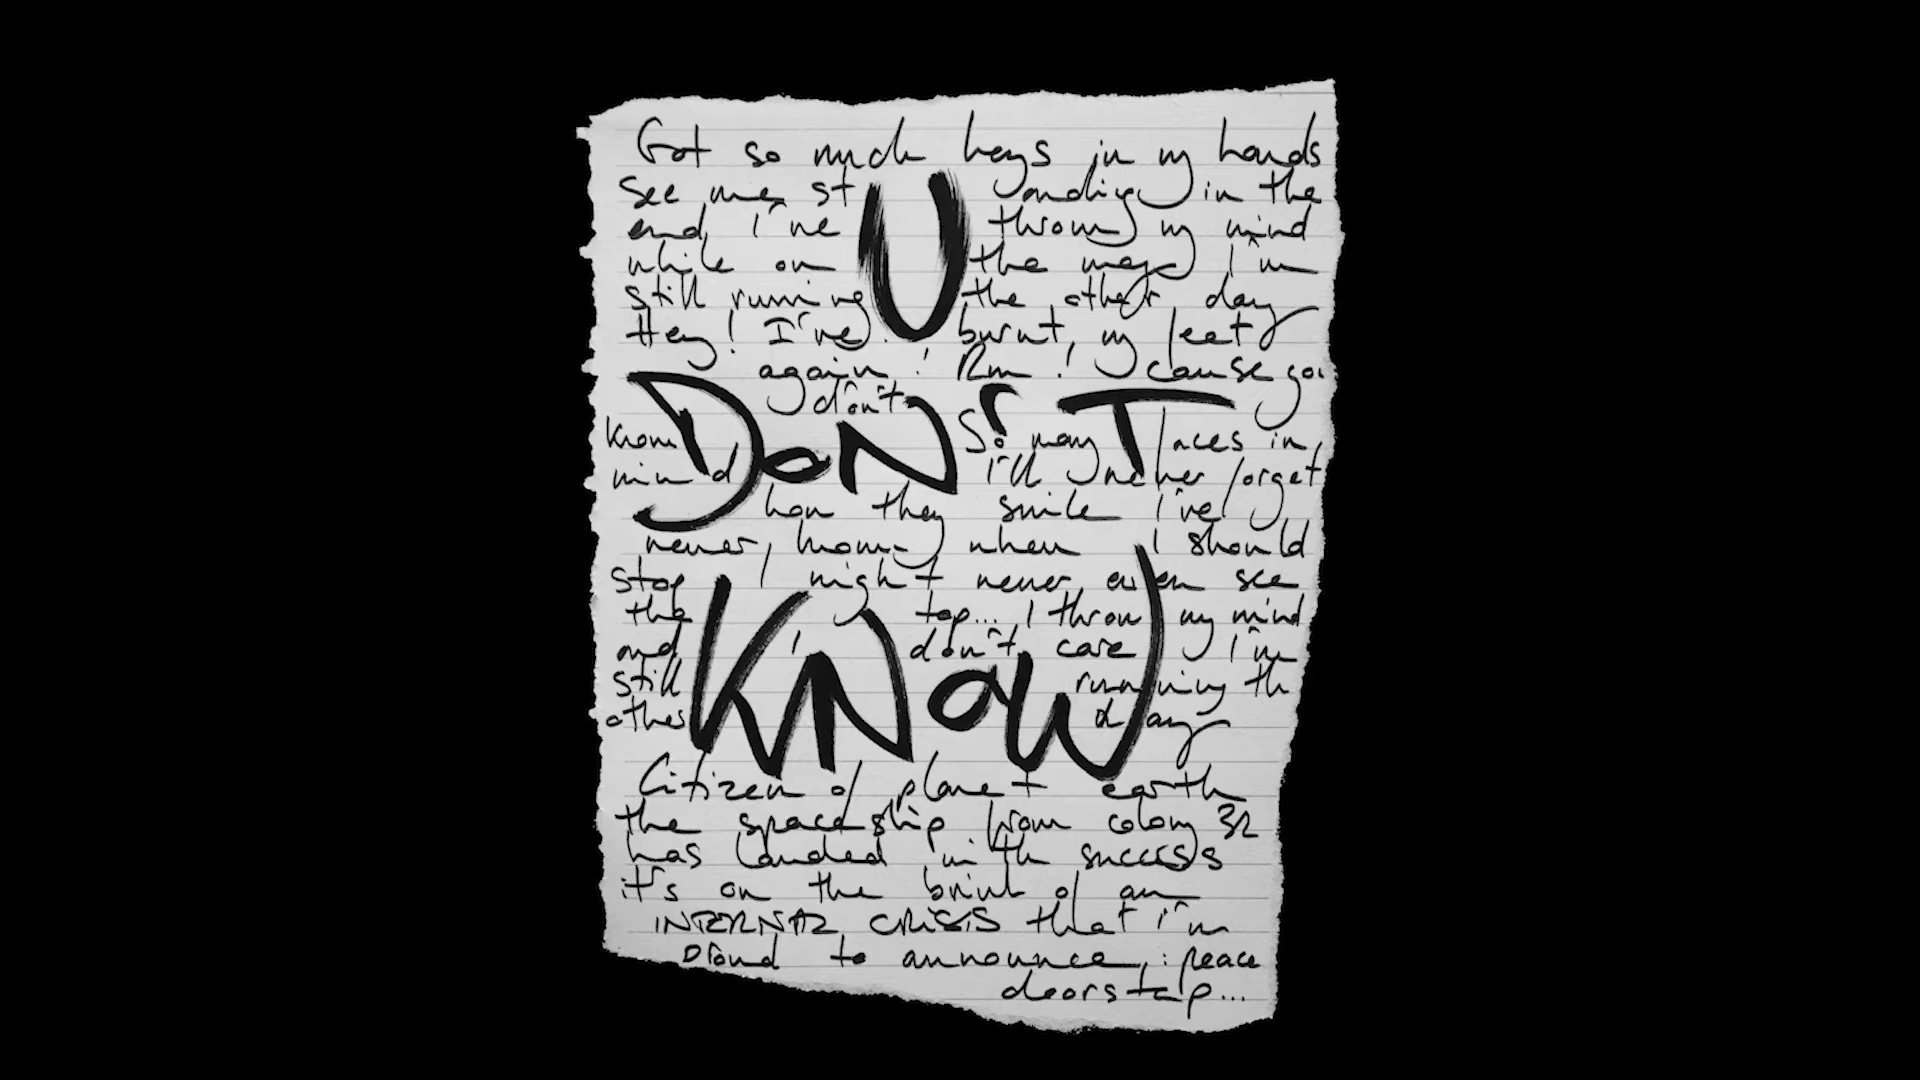 Got so much keys in my hands
see me standing in the
end, I've throw my mind
while on the way I'm
still running the other day
Hey! I've burnt my feet
again! Run! cause you
don't
know So many faces in
mind I'll never forget
how they smile I've
never know when I should
stop I might never even see
the top... I throw my mind
and don't care I'm
still running th
other day
Citizen of planet earth
the spaceship from colony 32
has landed with success
it's on the brink of an
INTERNAL CRISIS that I'm
proud to announce : peace
doorstep...
U
DON'T
KNOW